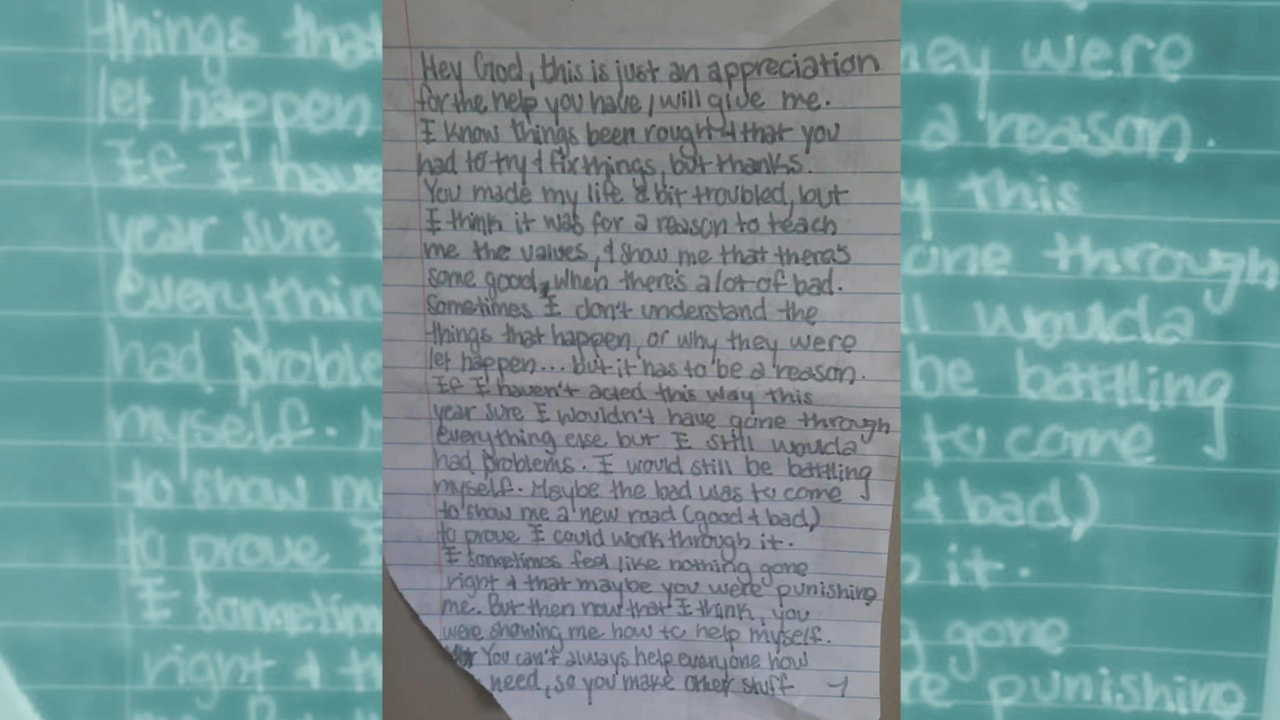 Hey God, this is just an appreciation
for the help you have / will give me.
I know things been rough & that you
had to try & fix things, but thanks.
You made my life a bit troubled, but
I think it was for a reason to teach
me the values, & show me that theres
some good, when there's a lot of bad.
Sometimes I don't understand the
things that happen, or why they were
let happen... but it has to be a reason.
If I haven't acted this way this
year sure I wouldn't have gone through
everything else but I still woulda
had problems. I would still be battling
myself. Maybe the bad was to come
to show me a new road (good & bad)
to prove I could work through it.
I somgetimes feel like nothing gone
right & that maybe you were punishing
me. But then now that I think, you
were showing me how to help myself.
You can't always help everyone how
need, so you make other stuff →